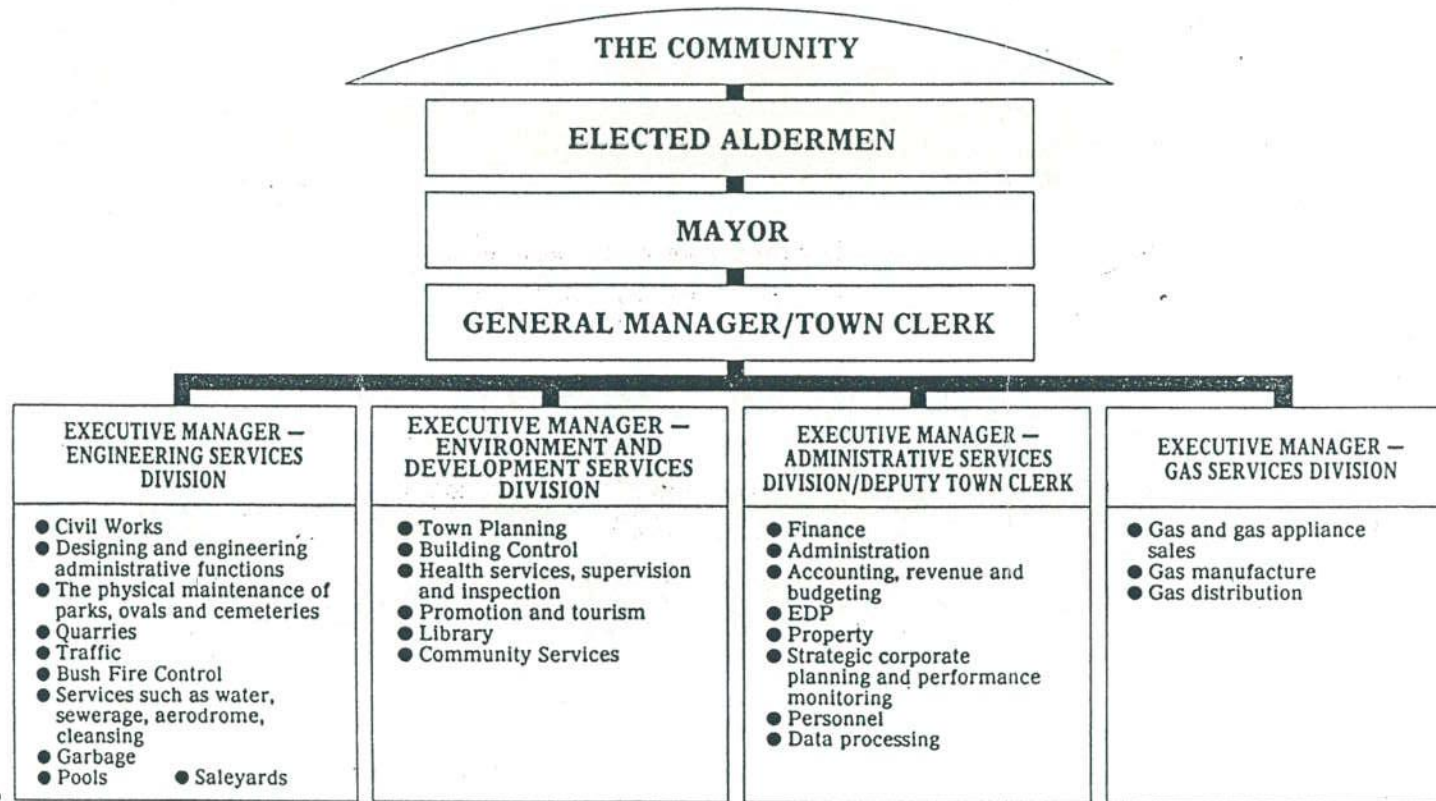 THE COMMUNITY
ELECTED ALDERMEN
MAYOR
GENERAL MANAGER/TOWN CLERK
EXECUTIVE MANAGER —
ENGINEERING SERVICES
DIVISION
● Civil Works
● Designing and engineering
administrative functions
● The physical maintenance of
parks, ovals and cemeteries
● Quarries
● Traffic
● Bush Fire Control
● Services such as water,
sewerage, aerodrome,
cleansing
● Garbage
● Pools ● Saleyards
EXECUTIVE MANAGER —
ENVIRONMENT AND
DEVELOPMENT SERVICES
DIVISION
● Town Planning
● Building Control
● Health services, supervision
and inspection
● Promotion and tourism
● Library
● Community Services
EXECUTIVE MANAGER —
ADMINISTRATIVE SERVICES
DIVISION/DEPUTY TOWN CLERK
● Finance
● Administration
● Accounting, revenue and
budgeting
● EDP
● Property
● Strategic corporate
planning and performance
monitoring
● Personnel
● Data processing
EXECUTIVE MANAGER —
GAS SERVICES DIVISION
● Gas and gas appliance
sales
● Gas manufacture
● Gas distribution